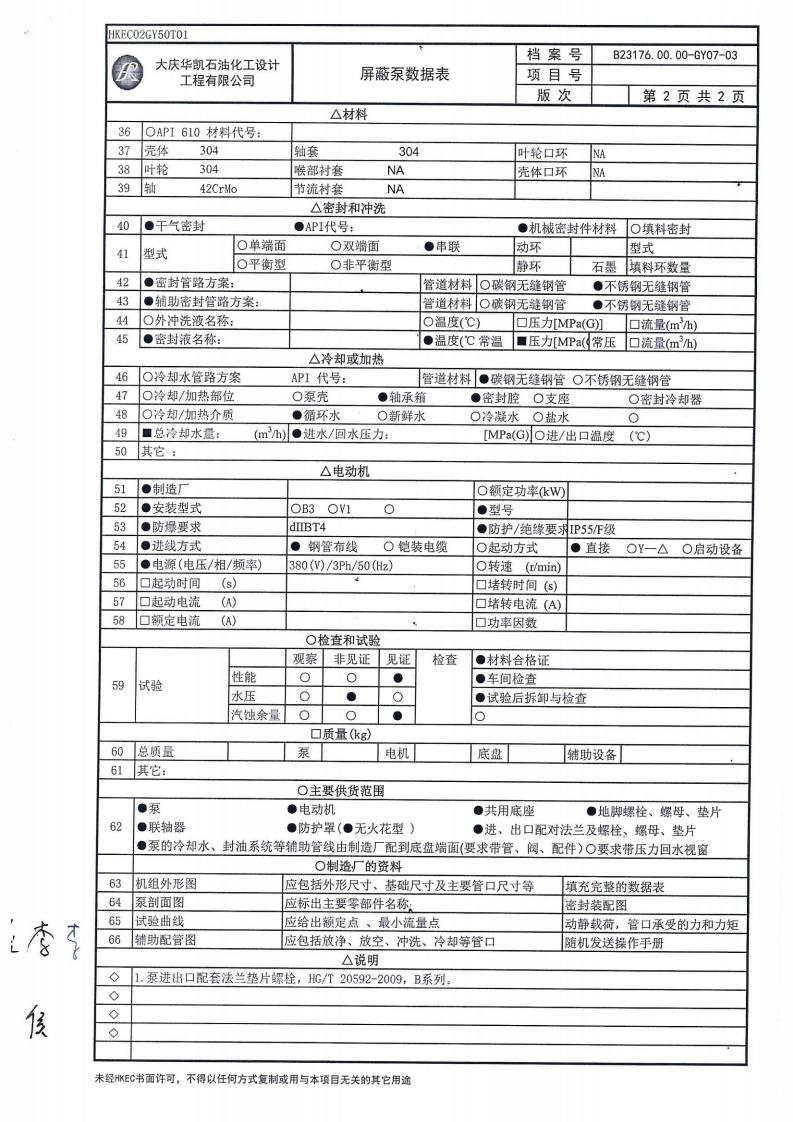 HKEC02GY50T01
大庆华凯石油化工设计工程有限公司 屏蔽泵数据表 档案号 B23176.00.00-GY07-03
项目号
版次 第 2 页 共 2 页
△材料
36 ○API 610 材料代号:
37 壳体 304 轴套 304 叶轮口环 NA
38 叶轮 304 喉部衬套 NA 壳体口环 NA
39 轴 42CrMo 节流衬套 NA
△密封和冲洗
40 ●干气密封 ●API代号: ●机械密封件材料 ○填料密封
41 型式 ○单端面 ○双端面 ●串联 动环 型式
○平衡型 ○非平衡型 静环 石墨 填料环数量
42 ●密封管路方案: 管道材料 ○碳钢无缝钢管 ●不锈钢无缝钢管
43 ●辅助密封管路方案: 管道材料 ○碳钢无缝钢管 ●不锈钢无缝钢管
44 ○外冲洗液名称: ○温度(℃) □压力[MPa(G)] □流量(m³/h)
45 ●密封液名称: ●温度(℃ 常温 ■压力[MPa( 常压 □流量(m³/h)
△冷却或加热
46 ○冷却水管路方案 API 代号: 管道材料 ●碳钢无缝钢管 ○不锈钢无缝钢管
47 ○冷却/加热部位 ○泵壳 ●轴承箱 ●密封腔 ○支座 ○密封冷却器
48 ○冷却/加热介质 ●循环水 ○新鲜水 ○冷凝水 ○盐水 ○
49 ■总冷却水量: (m³/h) ●进水/回水压力: [MPa(G) ○进/出口温度 (℃)
50 其它 :
△电动机
51 ●制造厂 ○额定功率(kW)
52 ●安装型式 ○B3 ○V1 ○ ●型号
53 ●防爆要求 dIIBT4 ●防护/绝缘要求 IP55/F级
54 ●进线方式 ● 钢管布线 ○ 铠装电缆 ○起动方式 ● 直接 ○Y—△ ○启动设备
55 ●电源(电压/相/频率) 380(V)/3Ph/50(Hz) ○转速 (r/min)
56 □起动时间 (s) □堵转时间 (s)
57 □起动电流 (A) □堵转电流 (A)
58 □额定电流 (A) □功率因数
○检查和试验
59 试验 观察 非见证 见证 检查 ●材料合格证
性能 ○ ○ ● ●车间检查
水压 ○ ● ○ ●试验后拆卸与检查
汽蚀余量 ○ ○ ● ○
□质量(kg)
60 总质量 泵 电机 底盘 辅助设备
61 其它:
○主要供货范围
62 ●泵 ●电动机 ●共用底座 ●地脚螺栓、螺母、垫片
●联轴器 ●防护罩(●无火花型 ) ●进、出口配对法兰及螺栓、螺母、垫片
●泵的冷却水、封油系统等辅助管线由制造厂配到底盘端面(要求带管、阀、配件)○要求带压力回水视窗
○制造厂的资料
63 机组外形图 应包括外形尺寸、基础尺寸及主要管口尺寸等 填充完整的数据表
64 泵剖面图 应标出主要零部件名称; 密封装配图
65 试验曲线 应给出额定点 、最小流量点 动静载荷, 管口承受的力和力矩
66 辅助配管图 应包括放净、放空、冲洗、冷却等管口 随机发送操作手册
△说明
◇ 1.泵进出口配套法兰垫片螺栓, HG/T 20592-2009, B系列。
◇
◇
◇
未经HKEC书面许可, 不得以任何方式复制或用与本项目无关的其它用途
李
侯